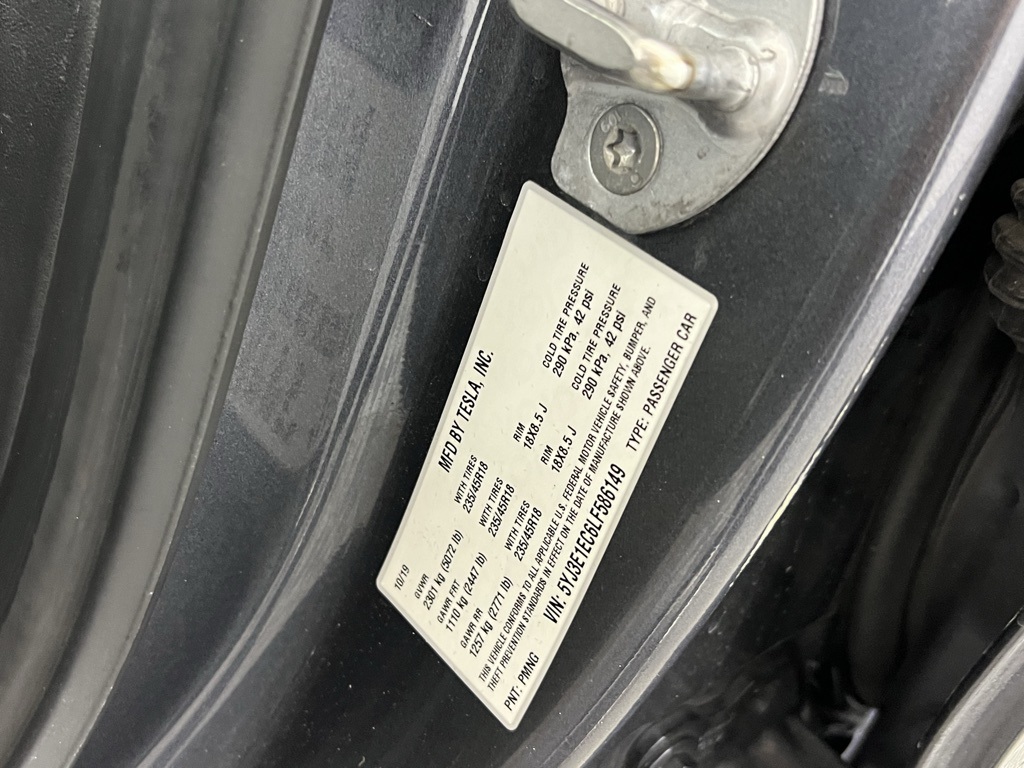 10/19 MFD BY TESLA, INC.
GVWR
2301 kg (5072 lb)
GAWR FRT WITH TIRES RIM COLD TIRE PRESSURE
1110 kg (2447 lb) 235/45R18 18X8.5 J 290 kPa, 42 psi
GAWR RR WITH TIRES RIM COLD TIRE PRESSURE
1257 kg (2771 lb) 235/45R18 18X8.5 J 290 kPa, 42 psi
WITH TIRES
235/45R18
THIS VEHICLE CONFORMS TO ALL APPLICABLE U.S. FEDERAL MOTOR VEHICLE SAFETY, BUMPER, AND
THEFT PREVENTION STANDARDS IN EFFECT ON THE DATE OF MANUFACTURE SHOWN ABOVE.
PNT: PMNG VIN: 5YJ3E1EC6LF586149 TYPE: PASSENGER CAR